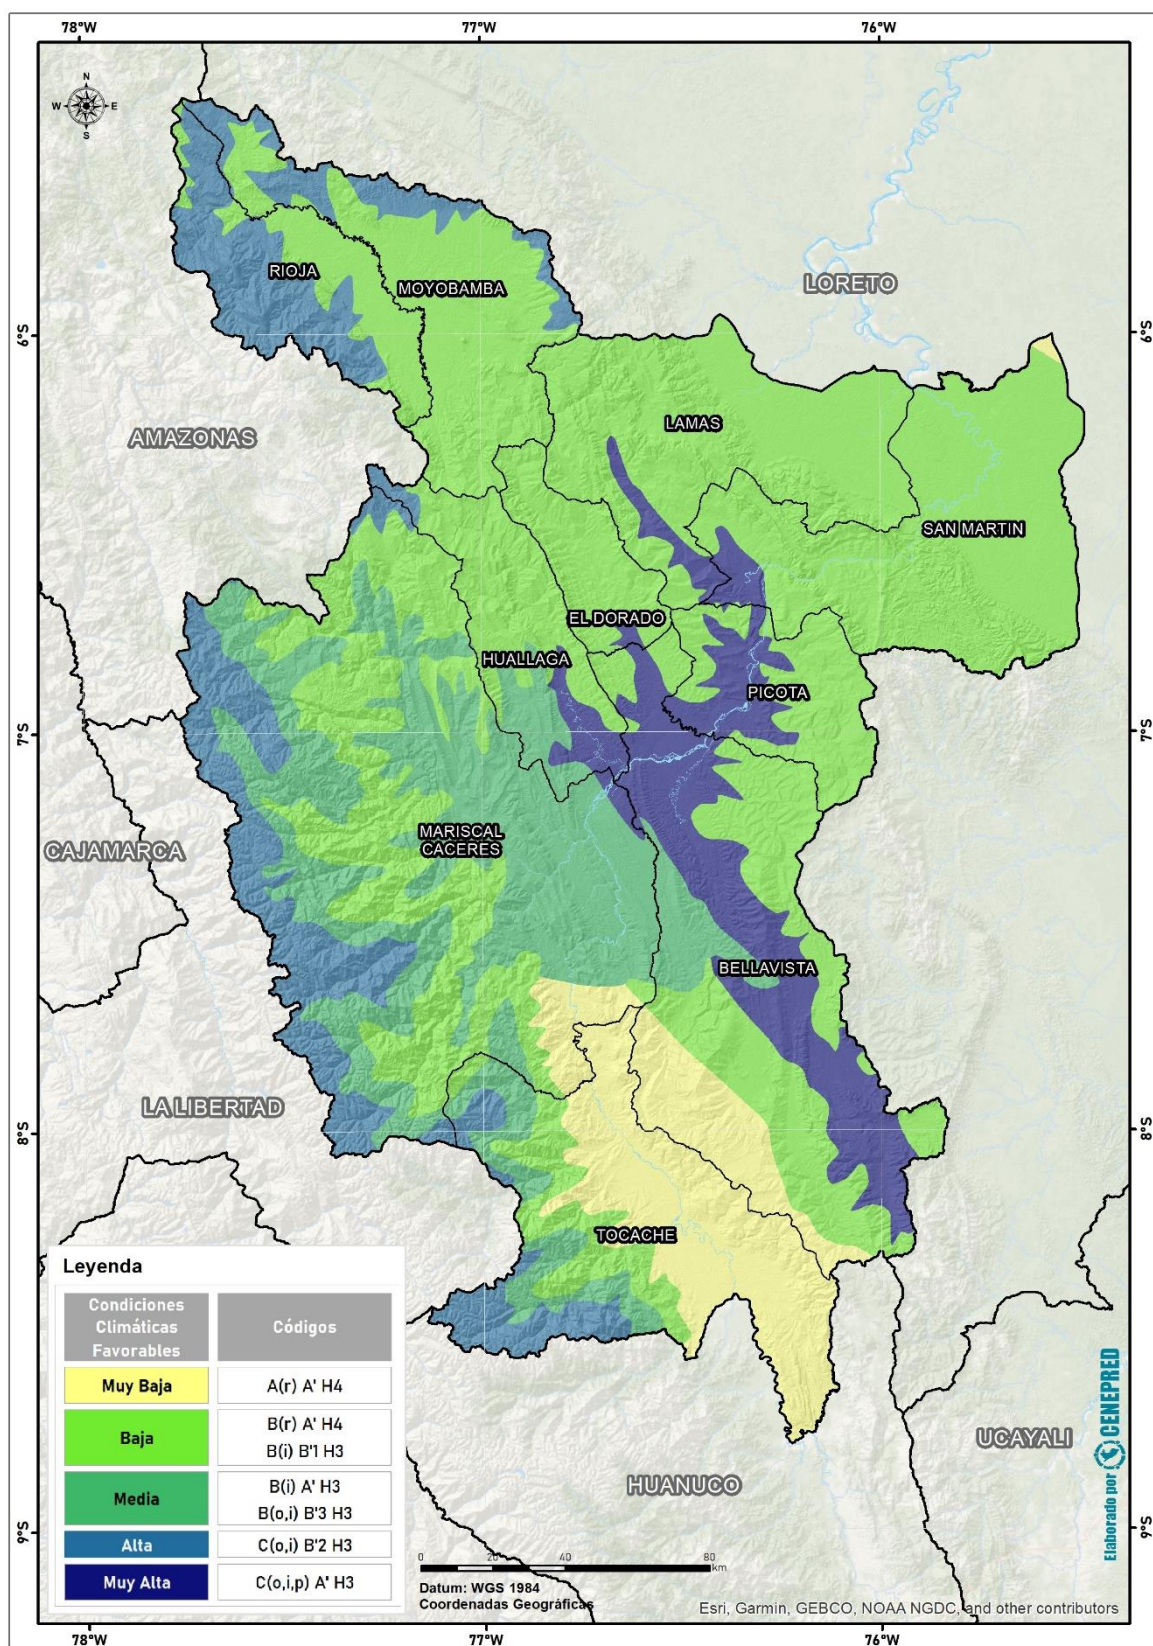 78°W
77°W
76°W
N
W
E
S
RIOJA
MOYOBAMBA
LORETO
6°S
6°S
LAMAS
AMAZONAS
SAN MARTIN
EL DORADO
HUALLAGA
PICOTA
7°S
7°S
MARISCAL
CACERES
CAJAMARCA
BELLAVISTA
LA LIBERTAD
8°S
8°S
TOCACHE
Leyenda
Condiciones
Climáticas
Favorables
Códigos
Muy Baja
A(r) A' H4
Baja
B(r) A' H4
B(i) B'1 H3
Media
B(i) A' H3
B(o,i) B'3 H3
Alta
C(o,i) B'2 H3
Muy Alta
C(o,i,p) A' H3
UCAYALI
HUANUCO
Elaborado por CENEPRED
9°S
9°S
0
20
40
80
km
Datum: WGS 1984
Coordenadas Geográficas
Esri, Garmin, GEBCO, NOAA NGDC, and other contributors
78°W
77°W
76°W